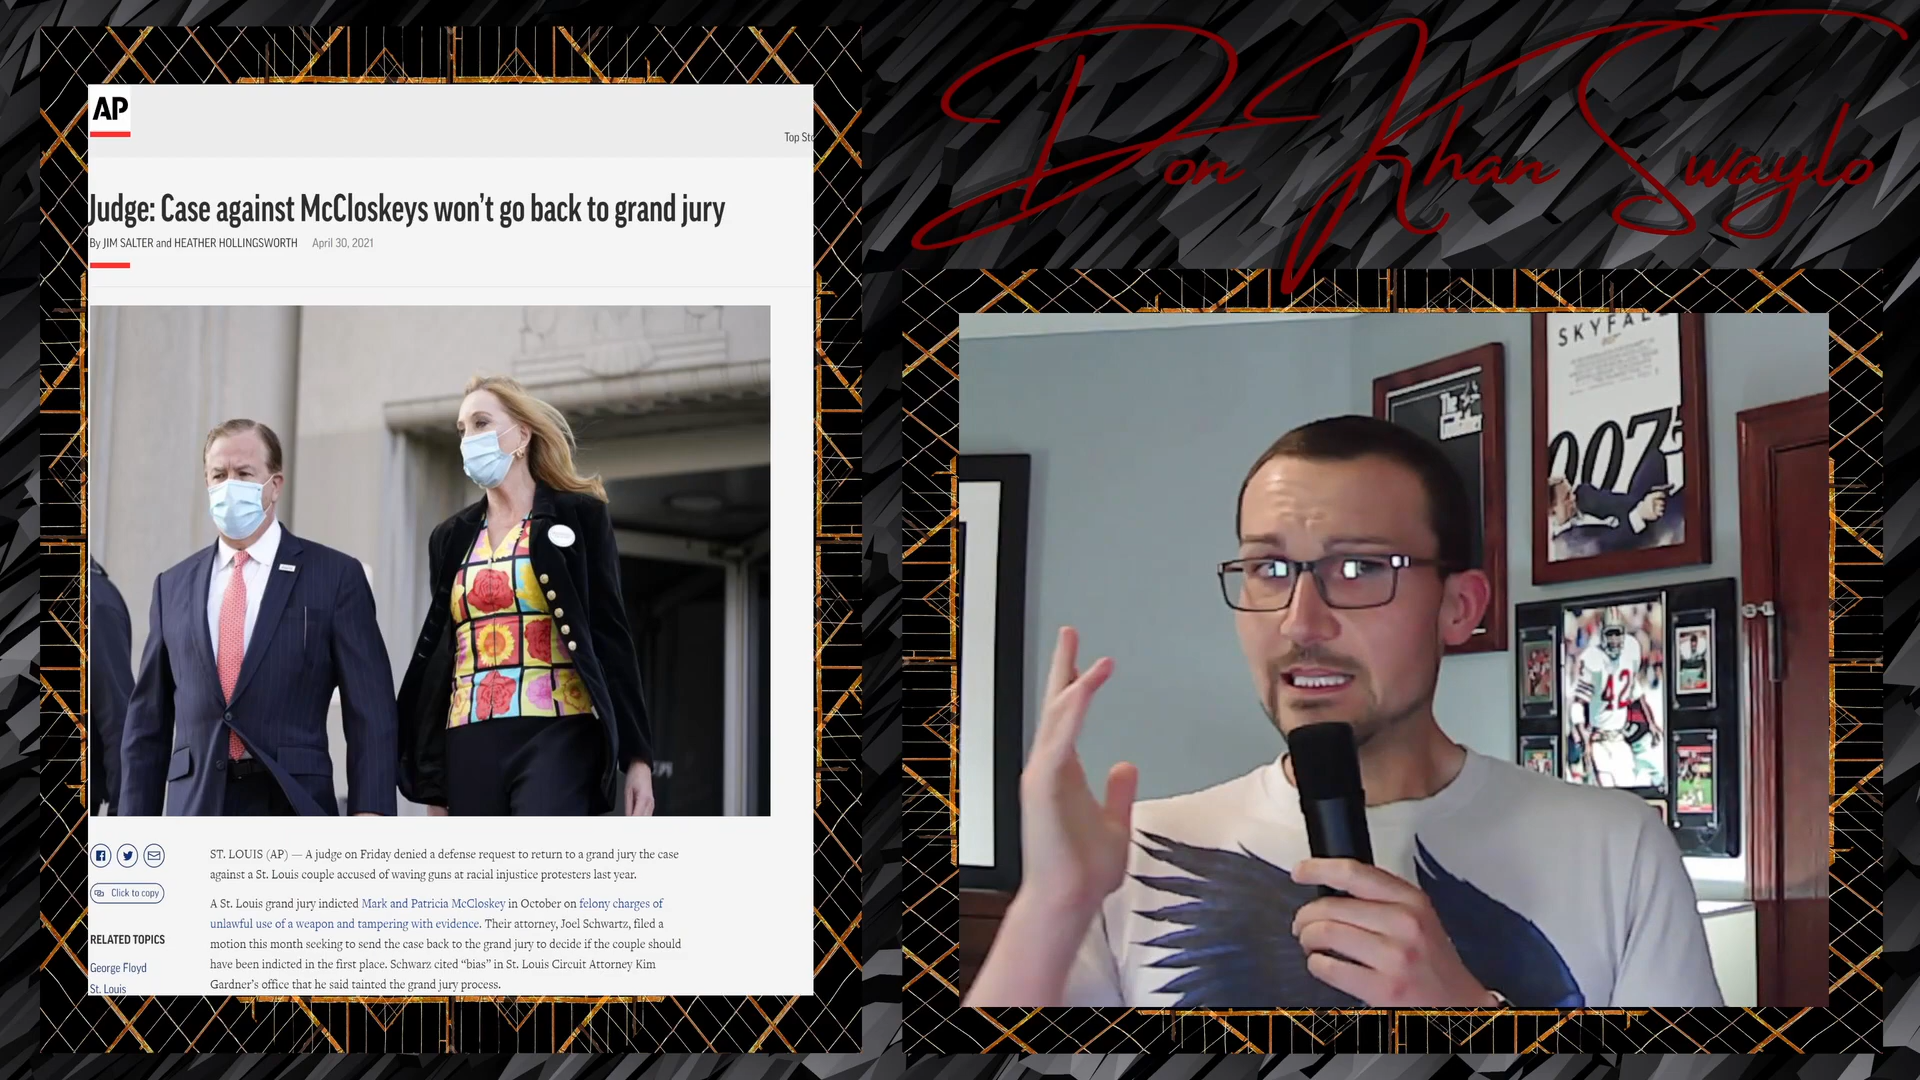 AP
Top Sto
Judge: Case against McCloskeys won't go back to grand jury
By JIM SALTER and HEATHER HOLLINGSWORTH April 30, 2021
Click to copy
RELATED TOPICS
George Floyd
St. Louis
ST. LOUIS (AP) — A judge on Friday denied a defense request to return to a grand jury the case
against a St. Louis couple accused of waving guns at racial injustice protesters last year.
A St. Louis grand jury indicted Mark and Patricia McCloskey in October on felony charges of
unlawful use of a weapon and tampering with evidence. Their attorney, Joel Schwartz, filed a
motion this month seeking to send the case back to the grand jury to decide if the couple should
have been indicted in the first place. Schwarz cited “bias” in St. Louis Circuit Attorney Kim
Gardner's office that he said tainted the grand jury process.
Don Khan Swaylo
SKYFAL
007
The
Godfather
42